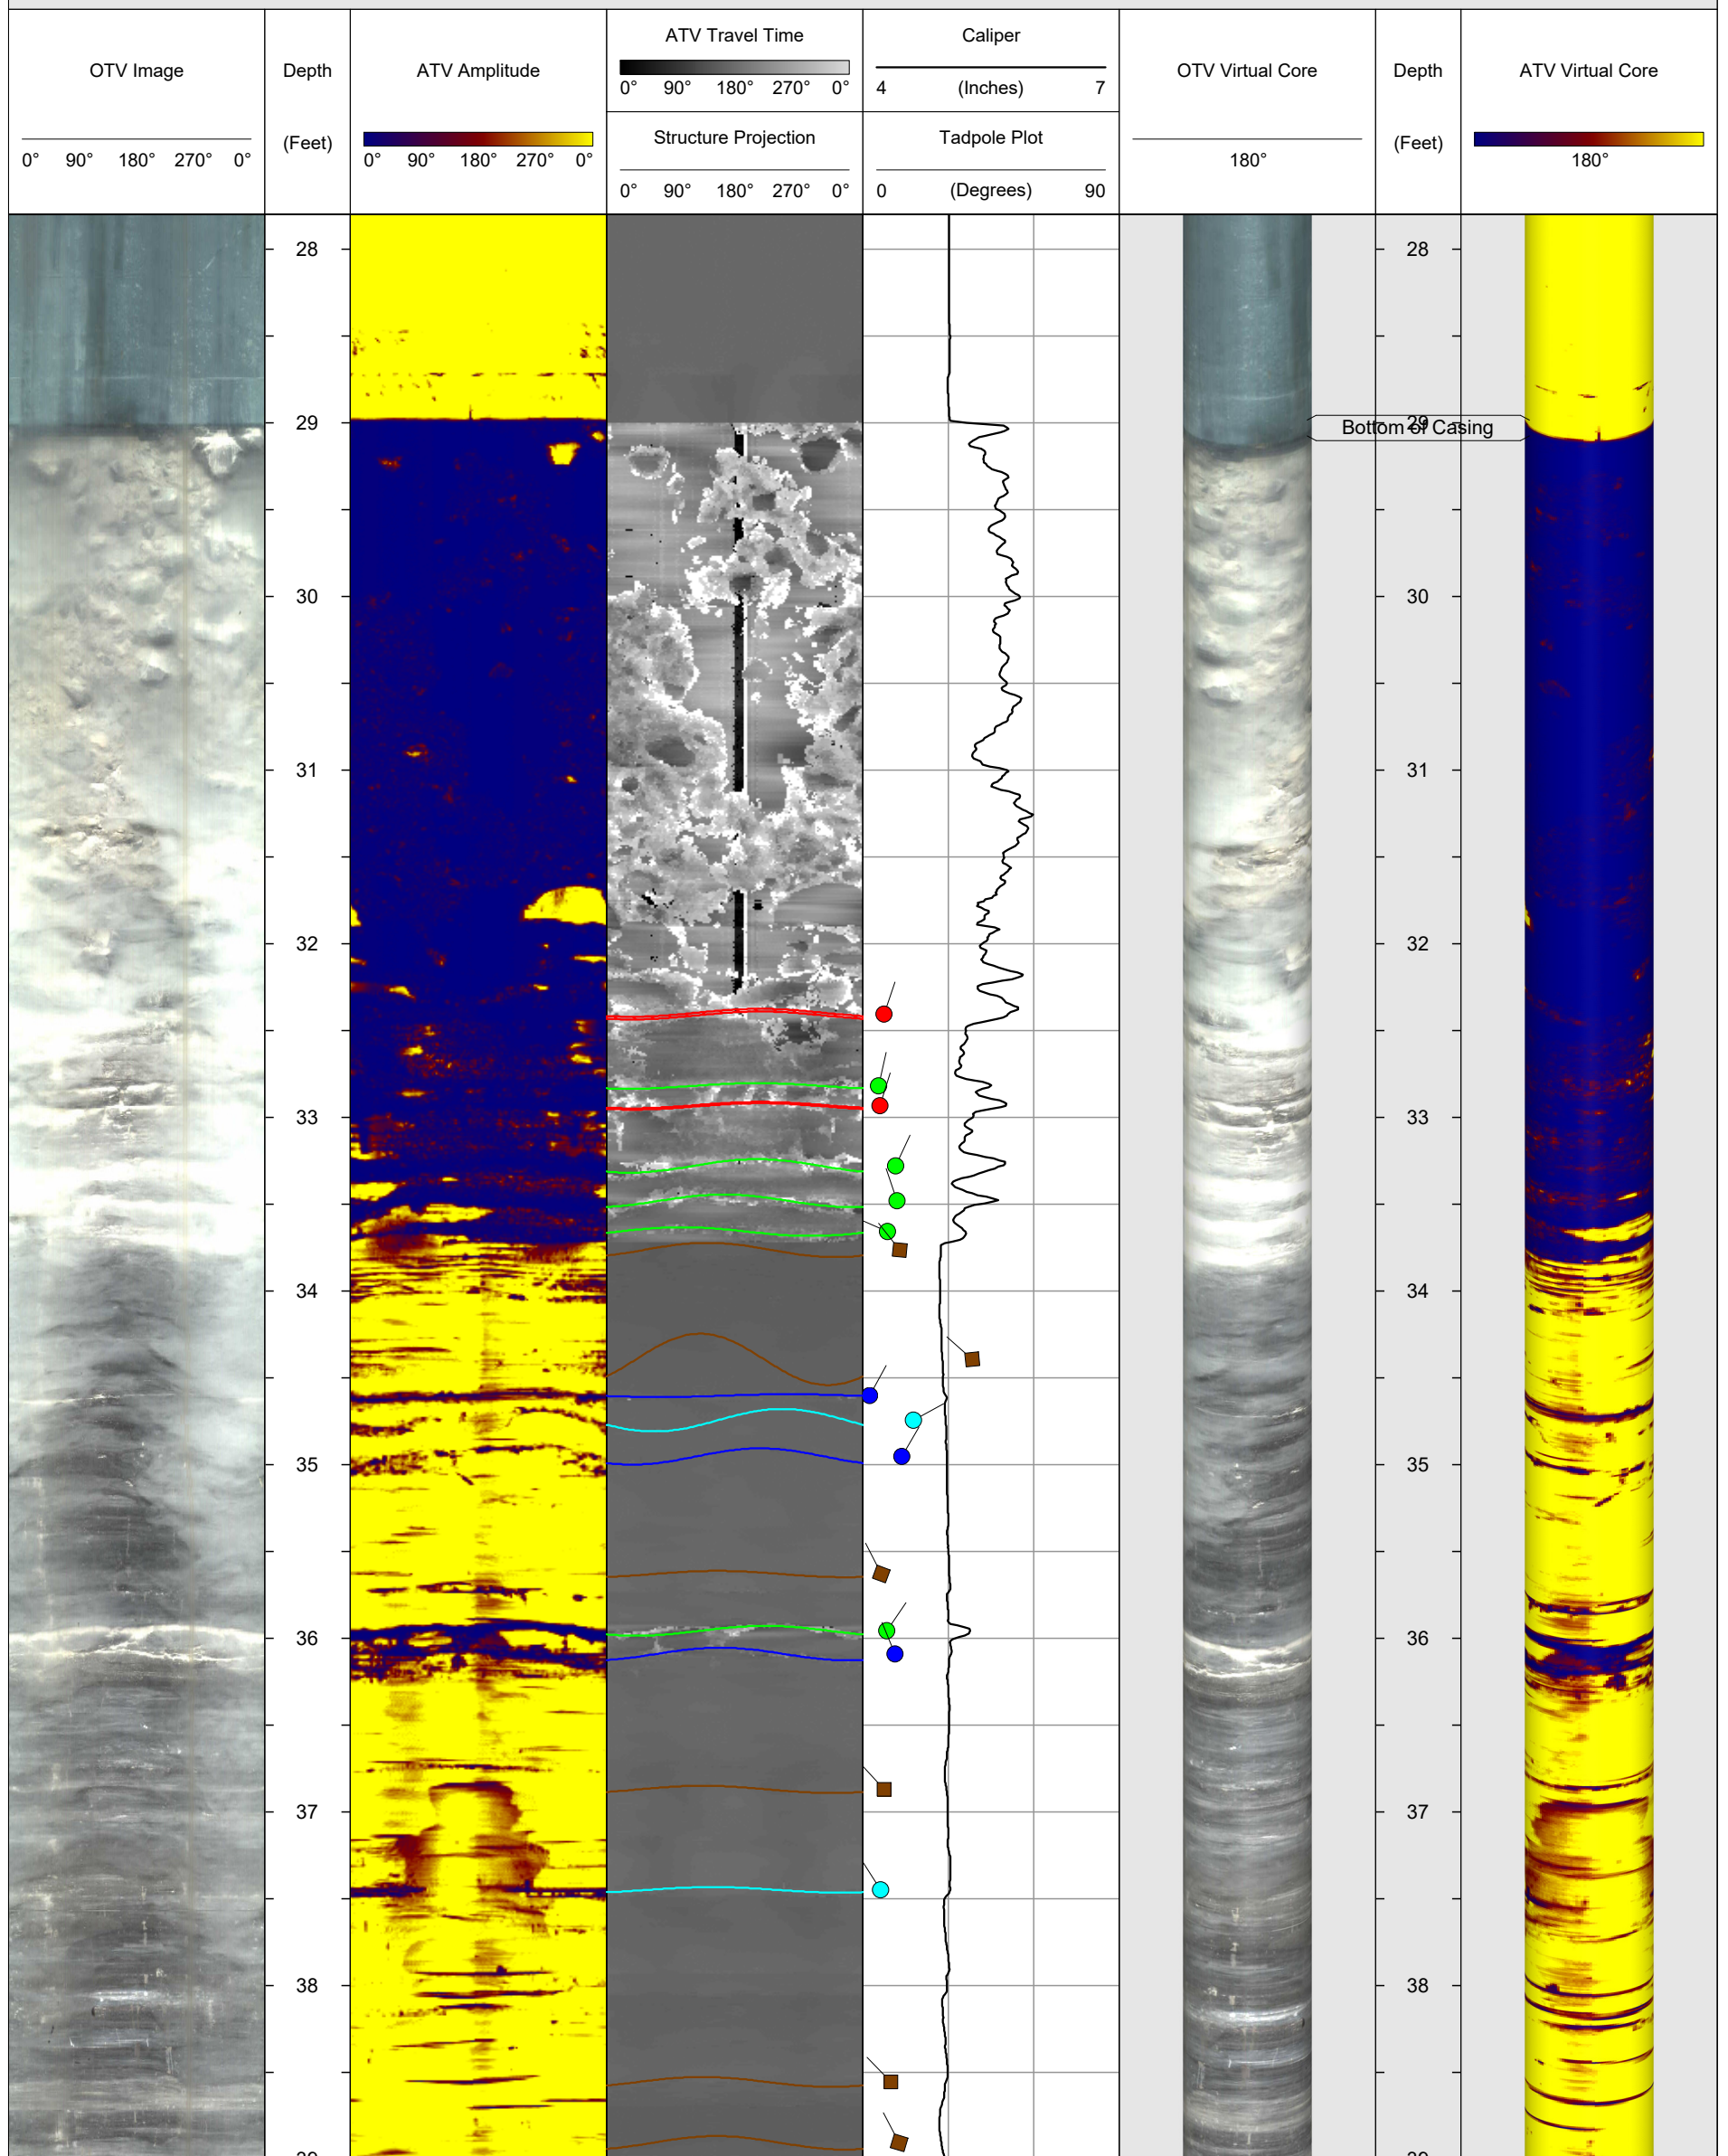 OTV Image
0° 90° 180° 270° 0°
Depth
(Feet)
ATV Amplitude
0° 90° 180° 270° 0°
ATV Travel Time
0° 90° 180° 270° 0°
Structure Projection
0° 90° 180° 270° 0°
Caliper
4 (Inches) 7
Tadpole Plot
0 (Degrees) 90
OTV Virtual Core
180°
Depth
(Feet)
ATV Virtual Core
180°
28 28
29
Bottom of Casing
30 30
31 31
32 32
33 33
34 34
35 35
36 36
37 37
38 38